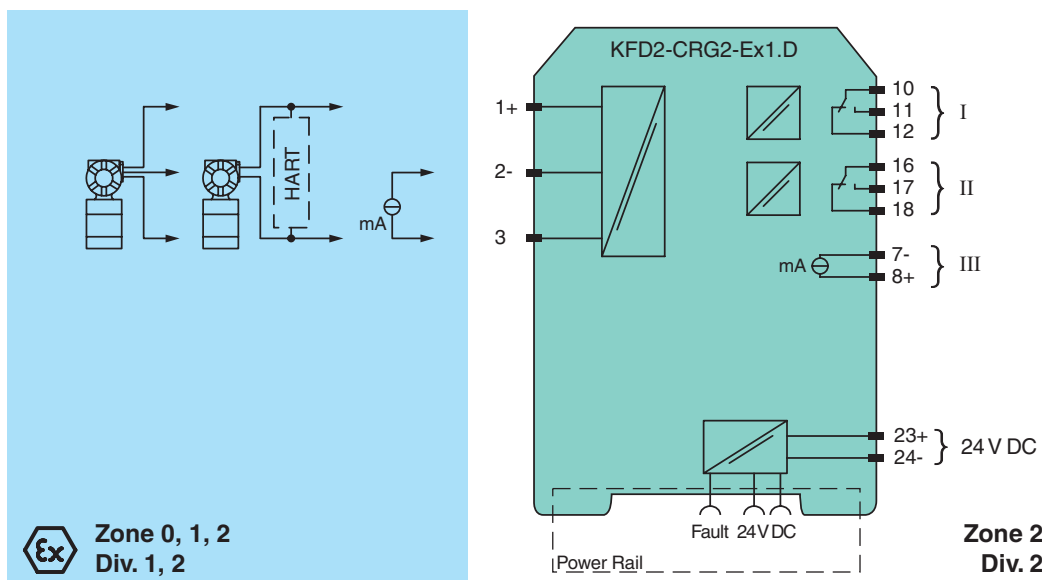 KFD2-CRG2-Ex1.D
1+
2-
3
HART
mA
10
11
12
I
16
17
18
II
mA
7-
8+
III
23+
24-
24 V DC
Fault 24 V DC
Power Rail
Ex
Zone 0, 1, 2
Div. 1, 2
Zone 2
Div. 2